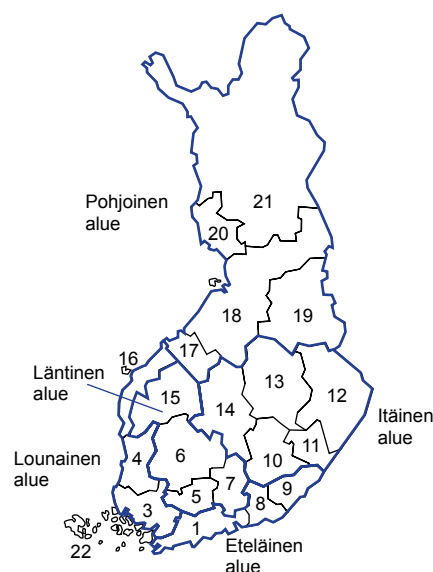 21
Pohjoinen
alue
20
18
19
17
16
Läntinen
alue
15
13
12
14
Itäinen
alue
11
Lounainen
alue
4
6
10
5
7
9
8
3
1
22
Eteläinen
alue